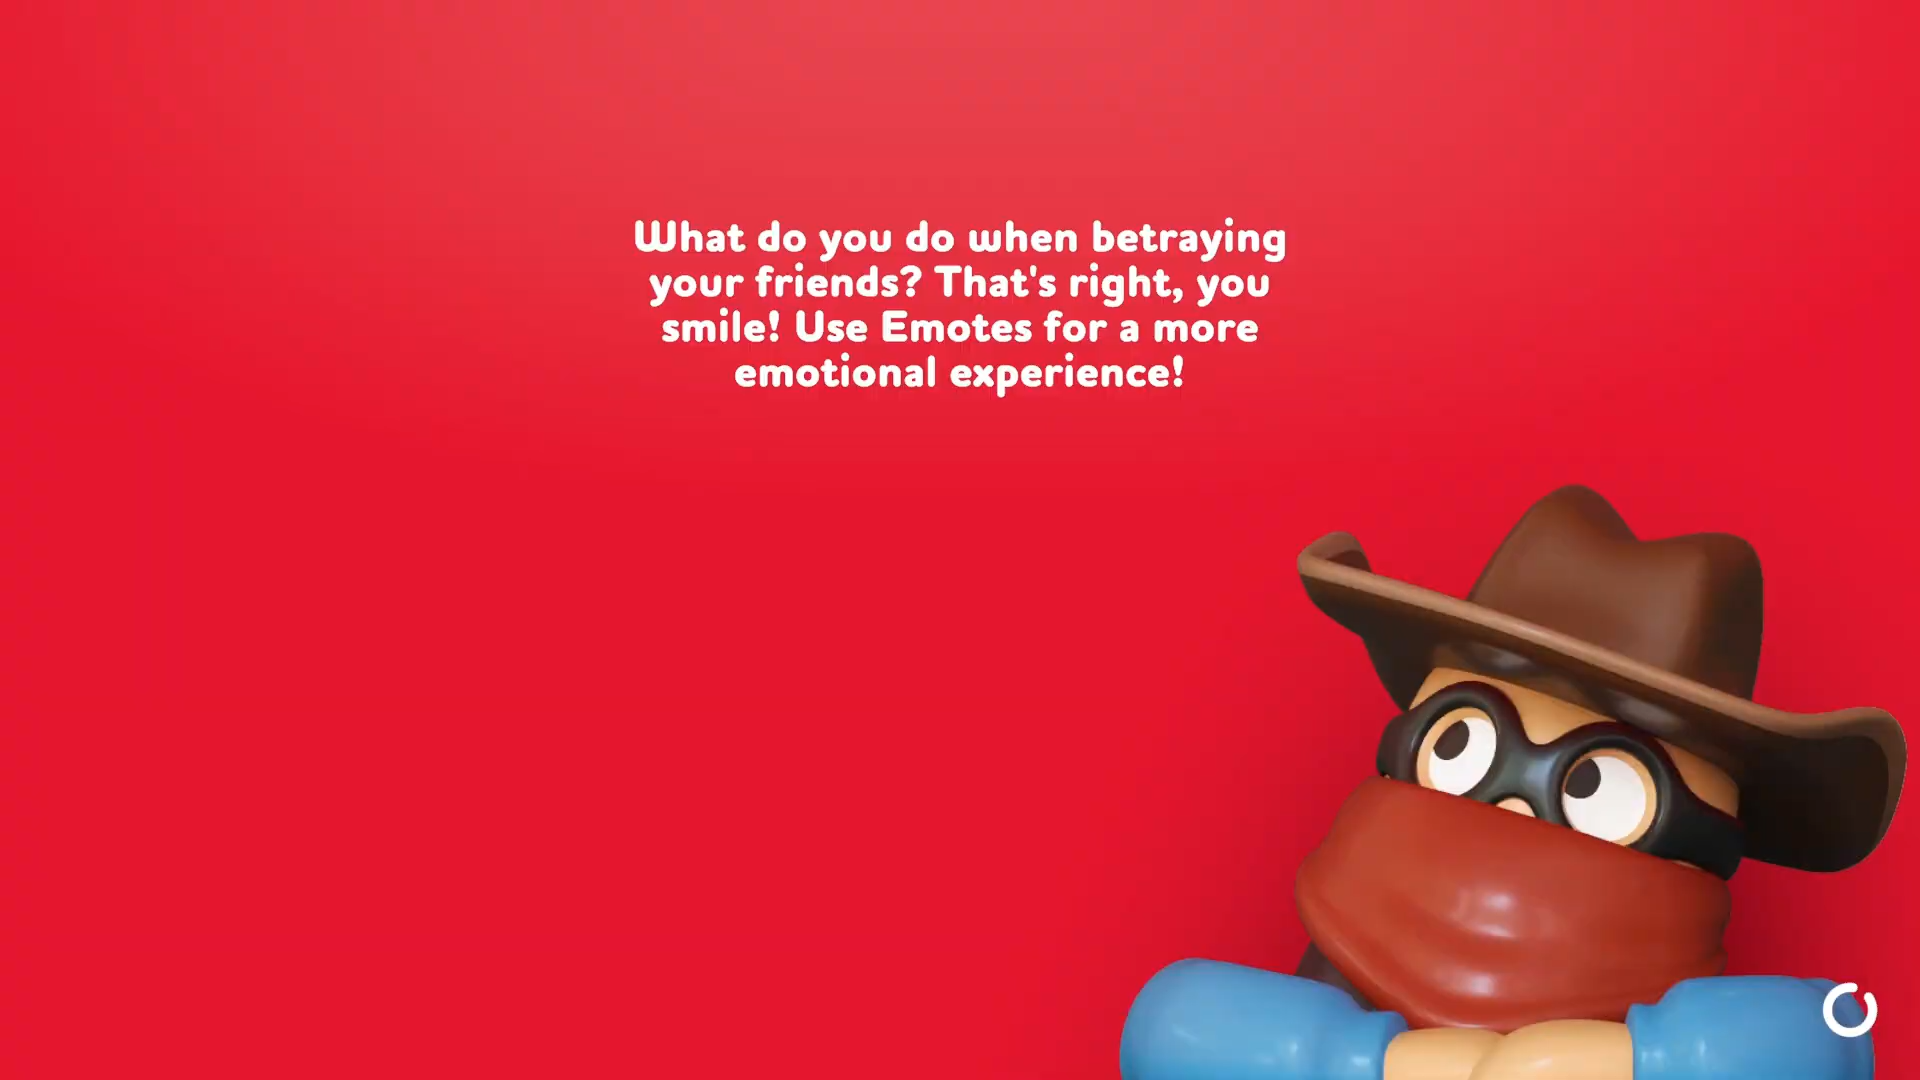 What do you do when betraying
your friends? That's right, you
smile! Use Emotes for a more
emotional experience!